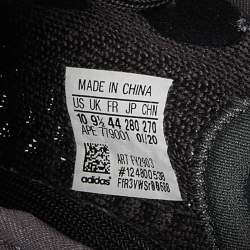 MADE IN CHINA
US UK FR JP CHN
10 9½ 44 280 270
APE 779001 01/20
ART FY2903
#124800538
adidas